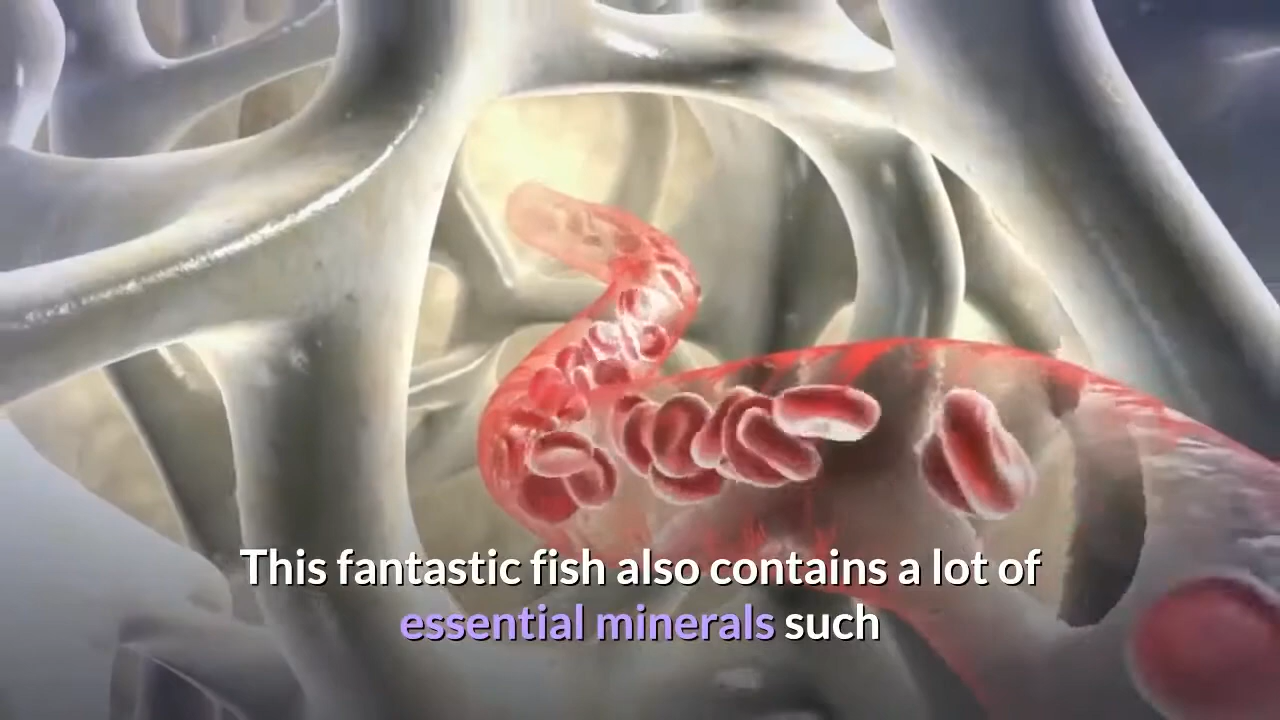 This fantastic fish also contains a lot of
essential minerals such